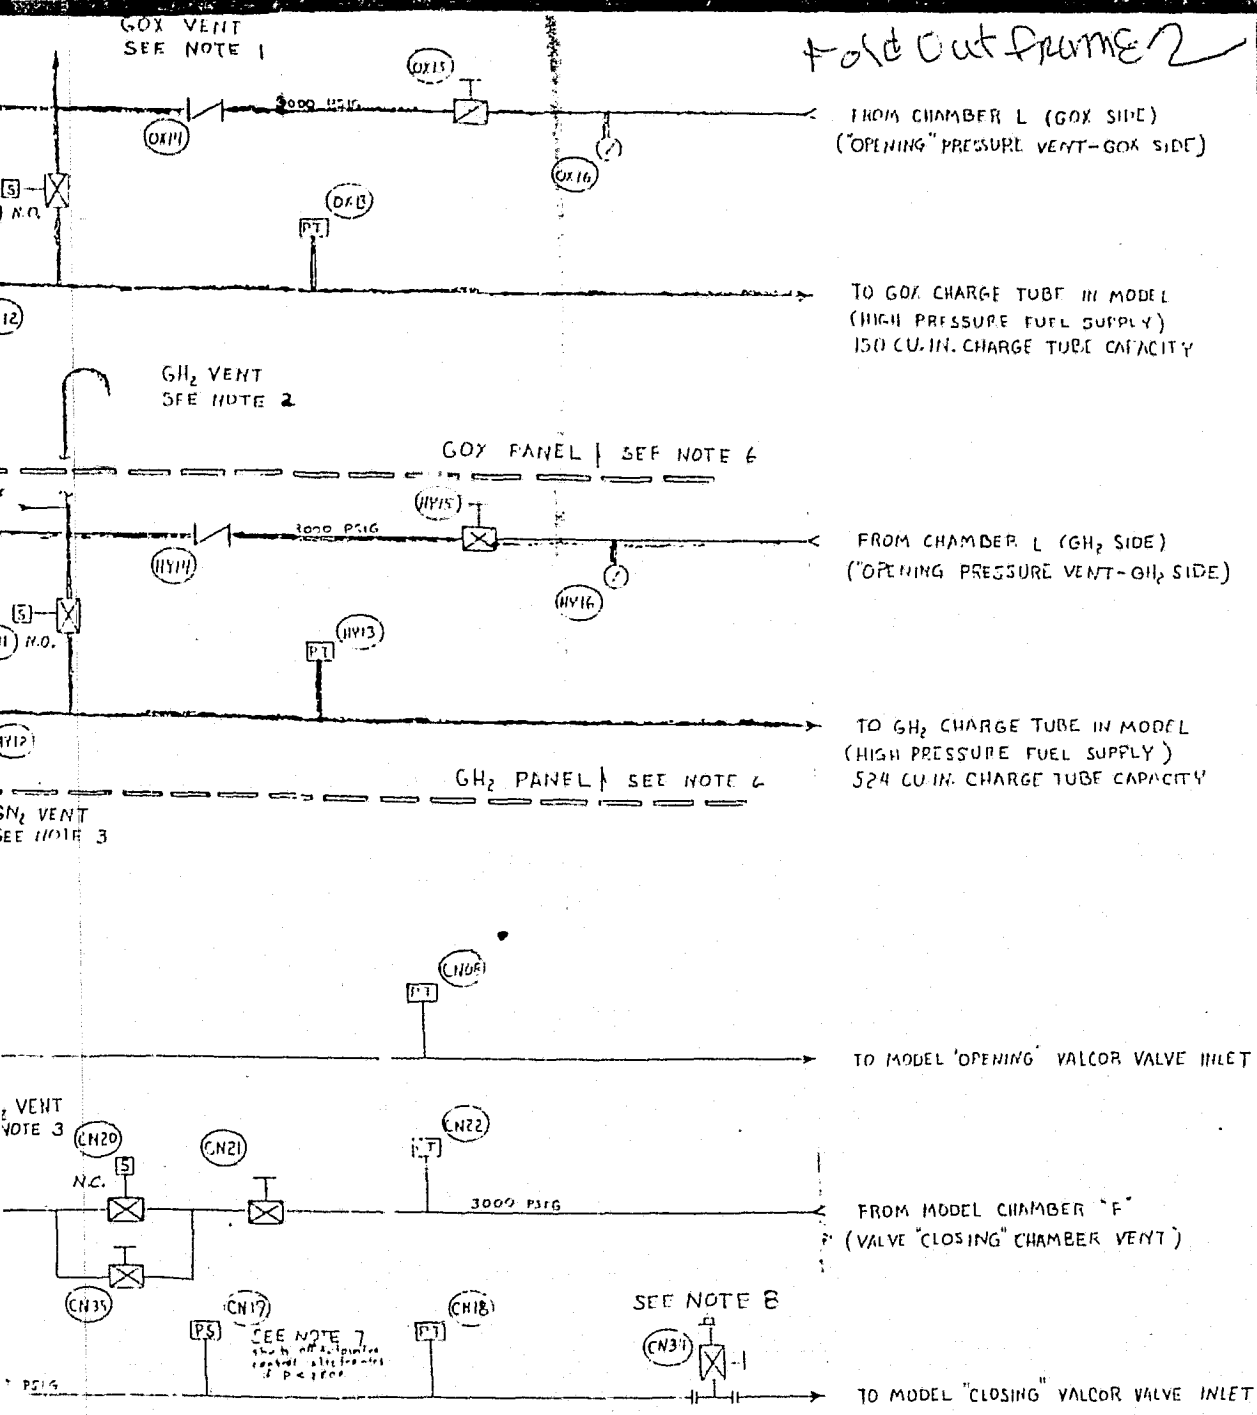 Fold Out frame 2
GOX VENT
SEE NOTE 1
OX15
3000 PSIG
OX14
OX16
FROM CHAMBER L (GOX SIDE)
("OPENING" PRESSURE VENT-GOX SIDE)
S
N.O.
OX13
PT
12
TO GOX CHARGE TUBE IN MODEL
(HIGH PRESSURE FUEL SUPPLY)
150 CU.IN. CHARGE TUBE CAPACITY
GH₂ VENT
SEE NOTE 2
GOX PANEL SEE NOTE 6
HY15
3000 PSIG
HY14
HY16
FROM CHAMBER L (GH₂ SIDE)
("OPENING PRESSURE VENT-GH₂ SIDE)
S
N.O.
HY13
PT
HY12
TO GH₂ CHARGE TUBE IN MODEL
(HIGH PRESSURE FUEL SUPPLY)
524 CU.IN. CHARGE TUBE CAPACITY
GH₂ PANEL SEE NOTE 6
GN₂ VENT
SEE NOTE 3
CN08
PT
TO MODEL "OPENING" VALCOR VALVE INLET
₂ VENT
NOTE 3
CN20
S
N.C.
CN21
CN22
PT
3000 PSIG
FROM MODEL CHAMBER "F"
(VALVE "CLOSING" CHAMBER VENT)
CN35
CN17
PS
SEE NOTE 7
CN18
PT
SEE NOTE 8
CN34
PSIG
TO MODEL "CLOSING" VALCOR VALVE INLET